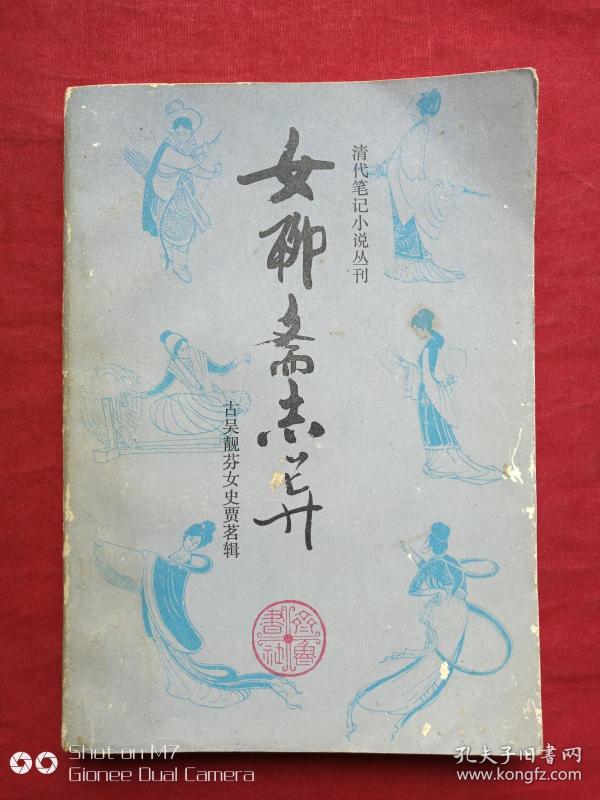 清代笔记小说丛刊
女聊斋志异
古吴靓芬女史贾茗辑
齐鲁書社
Shot on M7
Gionee Dual Camera
孔夫子旧書网
www.kongfz.com